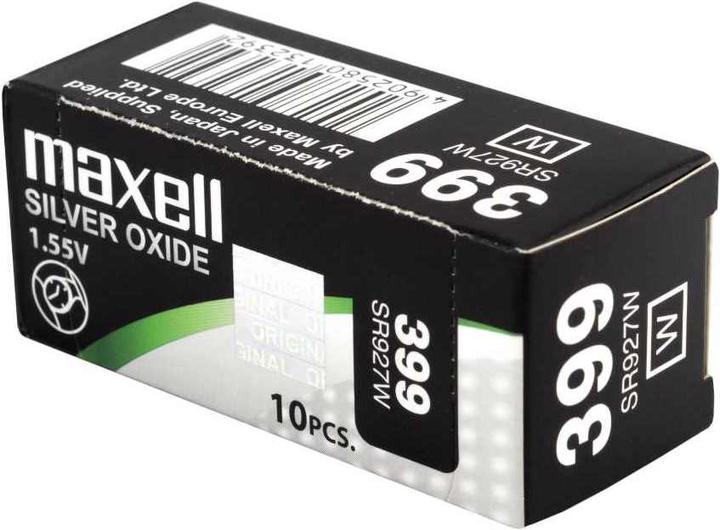 4902580132392
Made in Japan, Supplied
by Maxell Europe Ltd.
W
SR927W
399
maxell
SILVER OXIDE
1.55V
ORIGINAL
10PCS.
399
SR927W
399
SR927W
W